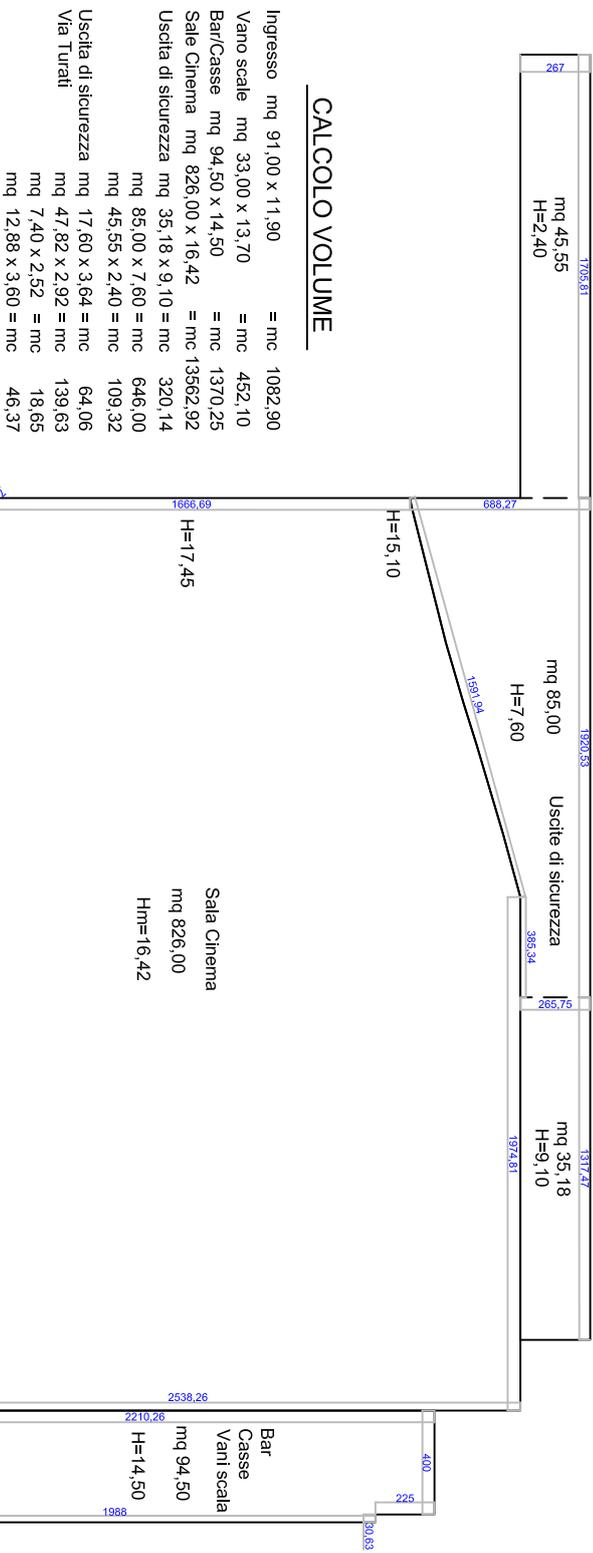 CALCOLO VOLUME
Ingresso mq 91,00 x 11,90 = mc 1082,90
Vano scale mq 33,00 x 13,70 = mc 452,10
Bar/Casse mq 94,50 x 14,50 = mc 1370,25
Sale Cinema mq 826,00 x 16,42 = mc 13562,92
Uscita di sicurezza mq 35,18 x 9,10 = mc 320,14
mq 85,00 x 7,60 = mc 646,00
mq 45,55 x 2,40 = mc 109,32
Uscita di sicurezza mq 17,60 x 3,64 = mc 64,06
Via Turati mq 47,82 x 2,92 = mc 139,63
mq 7,40 x 2,52 = mc 18,65
mq 12,88 x 3,60 = mc 46,37
267
1705,81
mq 45,55
H=2,40
688,27
1666,69
H=15,10
H=17,45
1920,53
mq 85,00
H=7,60
1591,94
Uscite di sicurezza
385,34
265,75
Sala Cinema
mq 826,00
Hm=16,42
1317,47
mq 35,18
H=9,10
1974,81
2538,26
2210,26
Bar
Casse
Vani scala
mq 94,50
H=14,50
400
225
1988
30,63